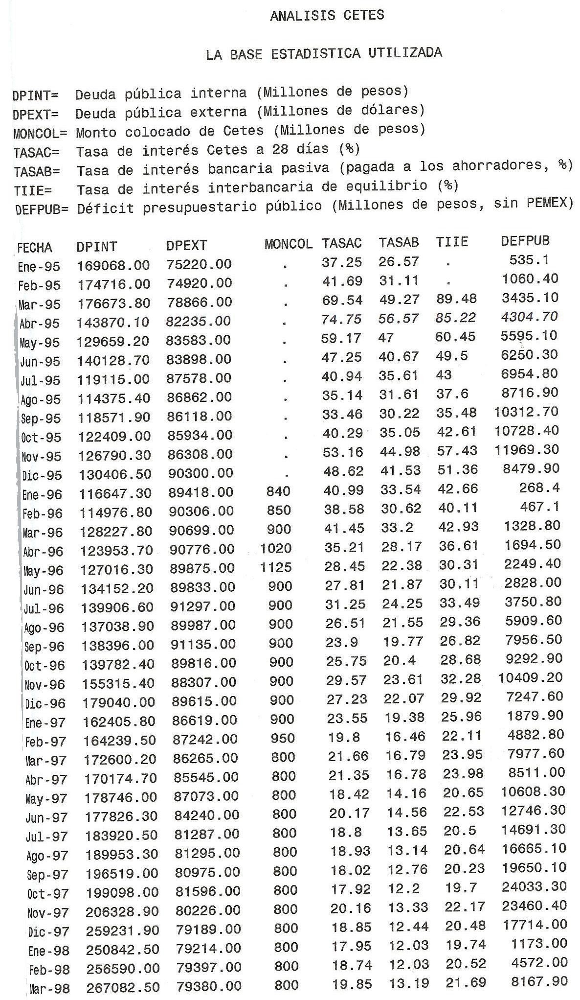 ANALISIS CETES
LA BASE ESTADISTICA UTILIZADA
DPINT= Deuda pública interna (Millones de pesos)
DPEXT= Deuda pública externa (Millones de dólares)
MONCOL= Monto colocado de Cetes (Millones de pesos)
TASAC= Tasa de interés Cetes a 28 días (%)
TASAB= Tasa de interés bancaria pasiva (pagada a los ahorradores, %)
TIIE= Tasa de interés interbancaria de equilibrio (%)
DEFPUB= Déficit presupuestario público (Millones de pesos, sin PEMEX)
FECHA DPINT DPEXT MONCOL TASAC TASAB TIIE DEFPUB
Ene-95 169068.00 75220.00 . 37.25 26.57 . 535.1
Feb-95 174716.00 74920.00 . 41.69 31.11 . 1060.40
Mar-95 176673.80 78866.00 . 69.54 49.27 89.48 3435.10
Abr-95 143870.10 82235.00 . 74.75 56.57 85.22 4304.70
May-95 129659.20 83583.00 . 59.17 47 60.45 5595.10
Jun-95 140128.70 83898.00 . 47.25 40.67 49.5 6250.30
Jul-95 119115.00 87578.00 . 40.94 35.61 43 6954.80
Ago-95 114375.40 86862.00 . 35.14 31.61 37.6 8716.90
Sep-95 118571.90 86118.00 . 33.46 30.22 35.48 10312.70
Oct-95 122409.00 85934.00 . 40.29 35.05 42.61 10728.40
Nov-95 126790.30 86308.00 . 53.16 44.98 57.43 11969.30
Dic-95 130406.50 90300.00 . 48.62 41.53 51.36 8479.90
Ene-96 116647.30 89418.00 840 40.99 33.54 42.66 268.4
Feb-96 114976.80 90306.00 850 38.58 30.62 40.11 467.1
Mar-96 128227.80 90699.00 900 41.45 33.2 42.93 1328.80
Abr-96 123953.70 90776.00 1020 35.21 28.17 36.61 1694.50
May-96 127016.30 89875.00 1125 28.45 22.38 30.31 2249.40
Jun-96 134152.20 89833.00 900 27.81 21.87 30.11 2828.00
Jul-96 139906.60 91297.00 900 31.25 24.25 33.49 3750.80
Ago-96 137038.90 89987.00 900 26.51 21.55 29.36 5909.60
Sep-96 138396.00 91135.00 900 23.9 19.77 26.82 7956.50
Oct-96 139782.40 89816.00 900 25.75 20.4 28.68 9292.90
Nov-96 155315.40 88307.00 900 29.57 23.61 32.28 10409.20
Dic-96 179040.00 89615.00 900 27.23 22.07 29.92 7247.60
Ene-97 162405.80 86619.00 900 23.55 19.38 25.96 1879.90
Feb-97 164239.50 87242.00 950 19.8 16.46 22.11 4882.80
Mar-97 172600.20 86265.00 800 21.66 16.79 23.95 7977.60
Abr-97 170174.70 85545.00 800 21.35 16.78 23.98 8511.00
May-97 178746.00 87073.00 800 18.42 14.16 20.65 10608.30
Jun-97 177826.30 84240.00 800 20.17 14.56 22.53 12746.30
Jul-97 183920.50 81287.00 800 18.8 13.65 20.5 14691.30
Ago-97 189953.30 81295.00 800 18.93 13.14 20.64 16665.10
Sep-97 196519.00 80975.00 800 18.02 12.76 20.23 19650.10
Oct-97 199098.00 81596.00 800 17.92 12.2 19.7 24033.30
Nov-97 206328.90 80226.00 800 20.16 13.33 22.17 23460.40
Dic-97 259231.90 79189.00 800 18.85 12.44 20.48 17714.00
Ene-98 250842.50 79214.00 800 17.95 12.03 19.74 1173.00
Feb-98 256590.00 79397.00 800 18.74 12.03 20.52 4572.00
Mar-98 267082.50 79380.00 800 19.85 13.19 21.69 8167.90